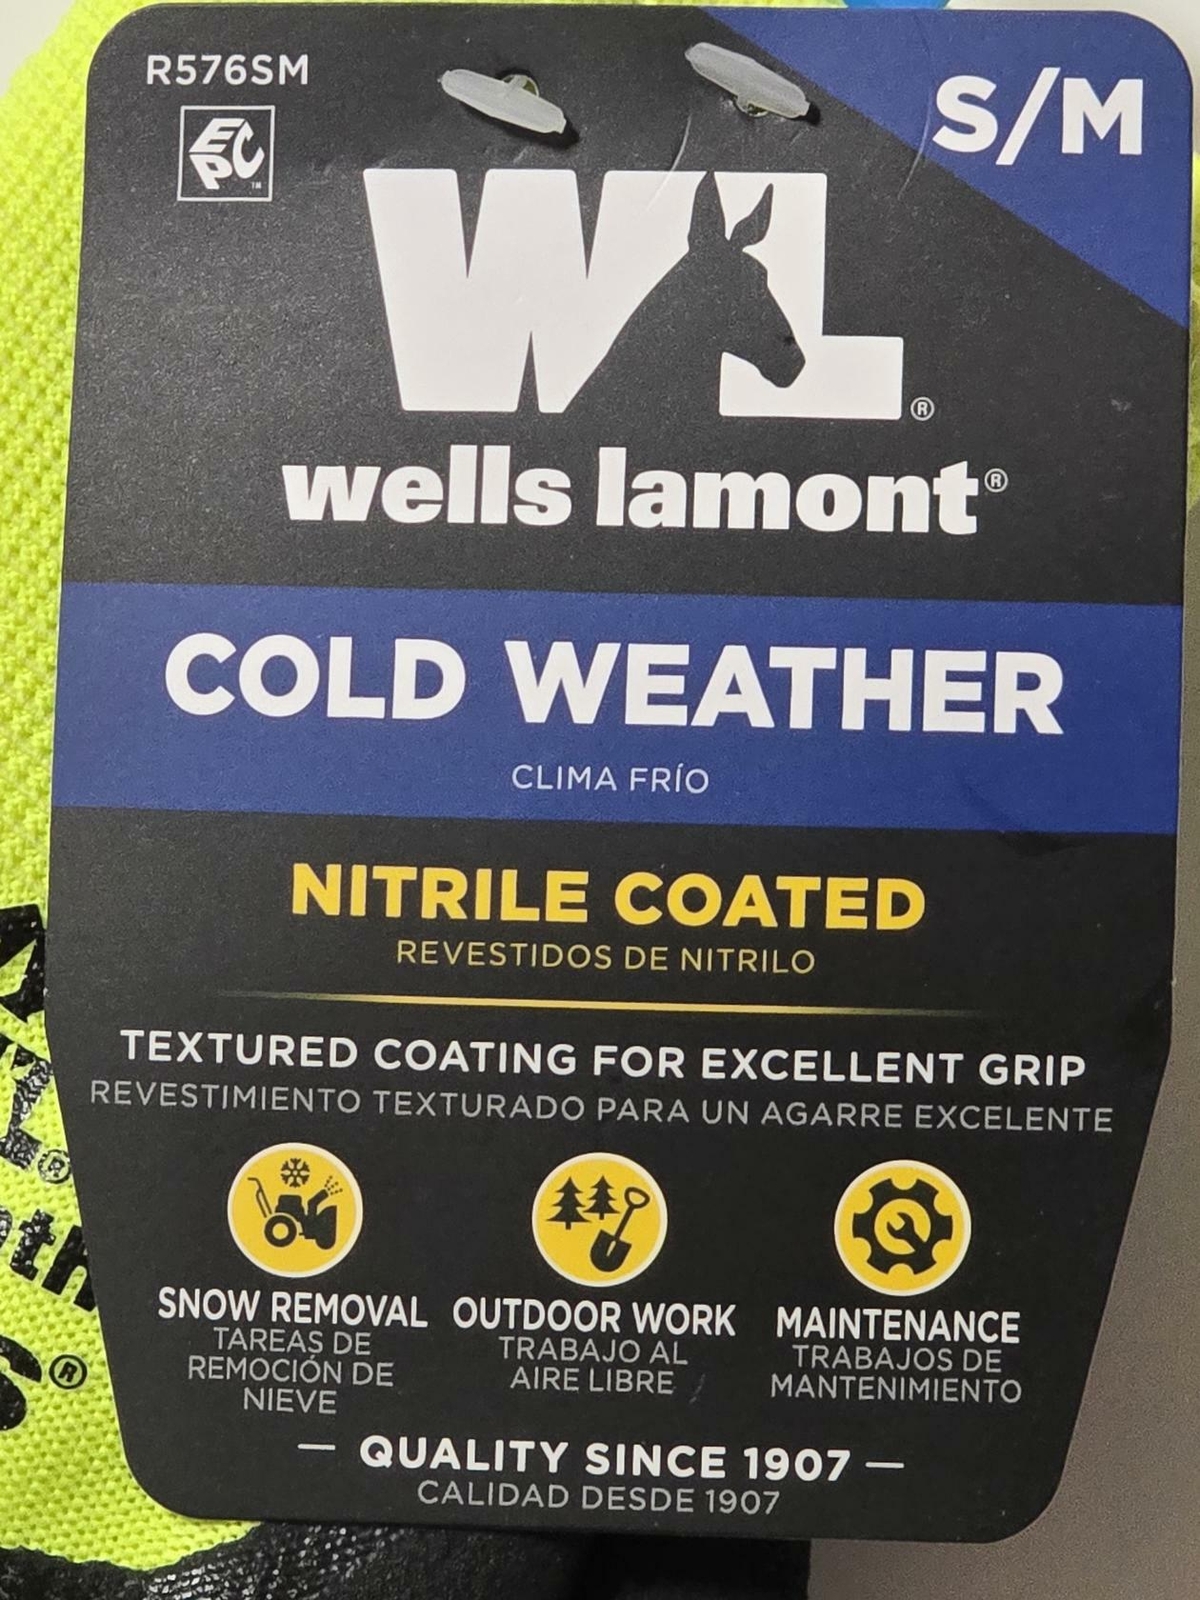 R576SM
EPC™
S/M
WL®
wells lamont®
COLD WEATHER
CLIMA FRÍO
NITRILE COATED
REVESTIDOS DE NITRILO
TEXTURED COATING FOR EXCELLENT GRIP
REVESTIMIENTO TEXTURADO PARA UN AGARRE EXCELENTE
SNOW REMOVAL
TAREAS DE
REMOCIÓN DE
NIEVE
OUTDOOR WORK
TRABAJO AL
AIRE LIBRE
MAINTENANCE
TRABAJOS DE
MANTENIMIENTO
— QUALITY SINCE 1907 —
CALIDAD DESDE 1907